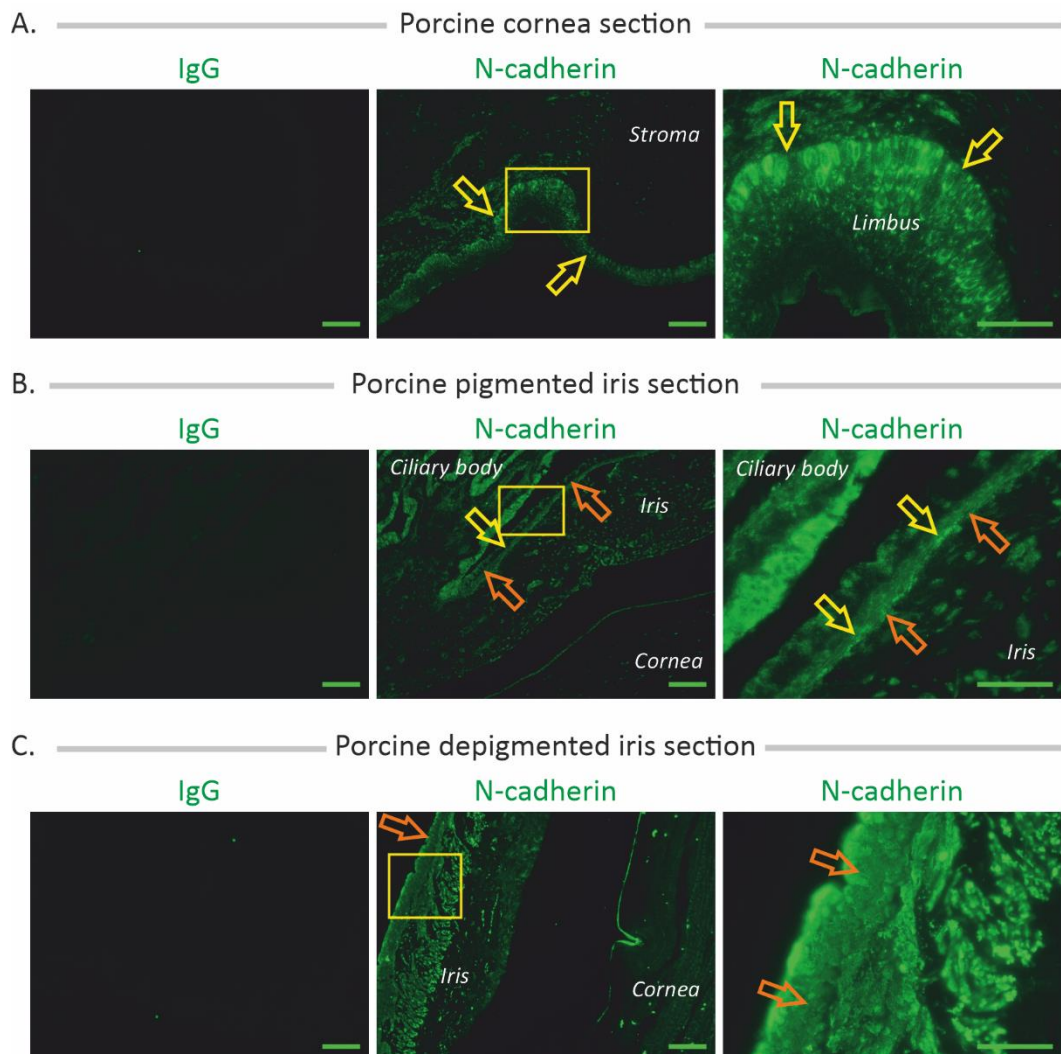 A. Porcine cornea section
IgG N-cadherin N-cadherin
Stroma
Limbus
B. Porcine pigmented iris section
IgG N-cadherin N-cadherin
Ciliary body Ciliary body
Iris
Cornea
Iris
C. Porcine depigmented iris section
IgG N-cadherin N-cadherin
Iris
Cornea